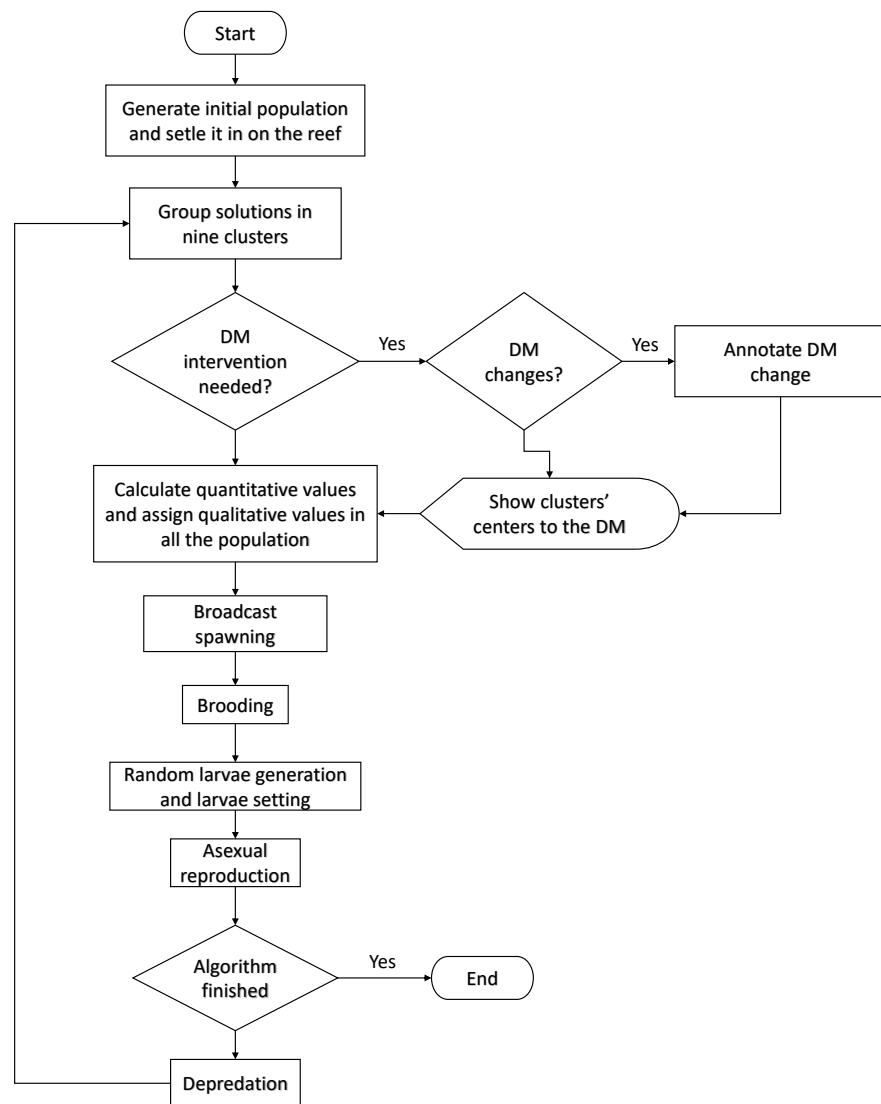 Start
Generate initial population
and setle it in on the reef
Group solutions in
nine clusters
DM
intervention
needed?
Yes
DM
changes?
Yes
Annotate DM
change
Calculate quantitative values
and assign qualitative values in
all the population
Show clusters’
centers to the DM
Broadcast
spawning
Brooding
Random larvae generation
and larvae setting
Asexual
reproduction
Algorithm
finished
Yes
End
Depredation